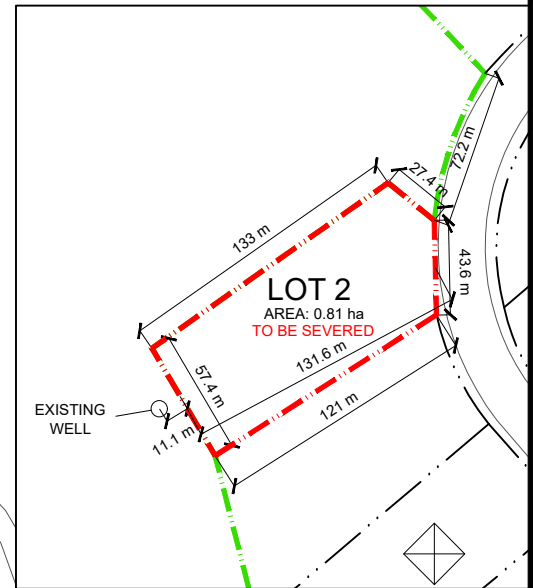 72.2 m
27.4 m
133 m
43.6 m
LOT 2
AREA: 0.81 ha
TO BE SEVERED
131.6 m
57.4 m
121 m
EXISTING
WELL
11.1 m